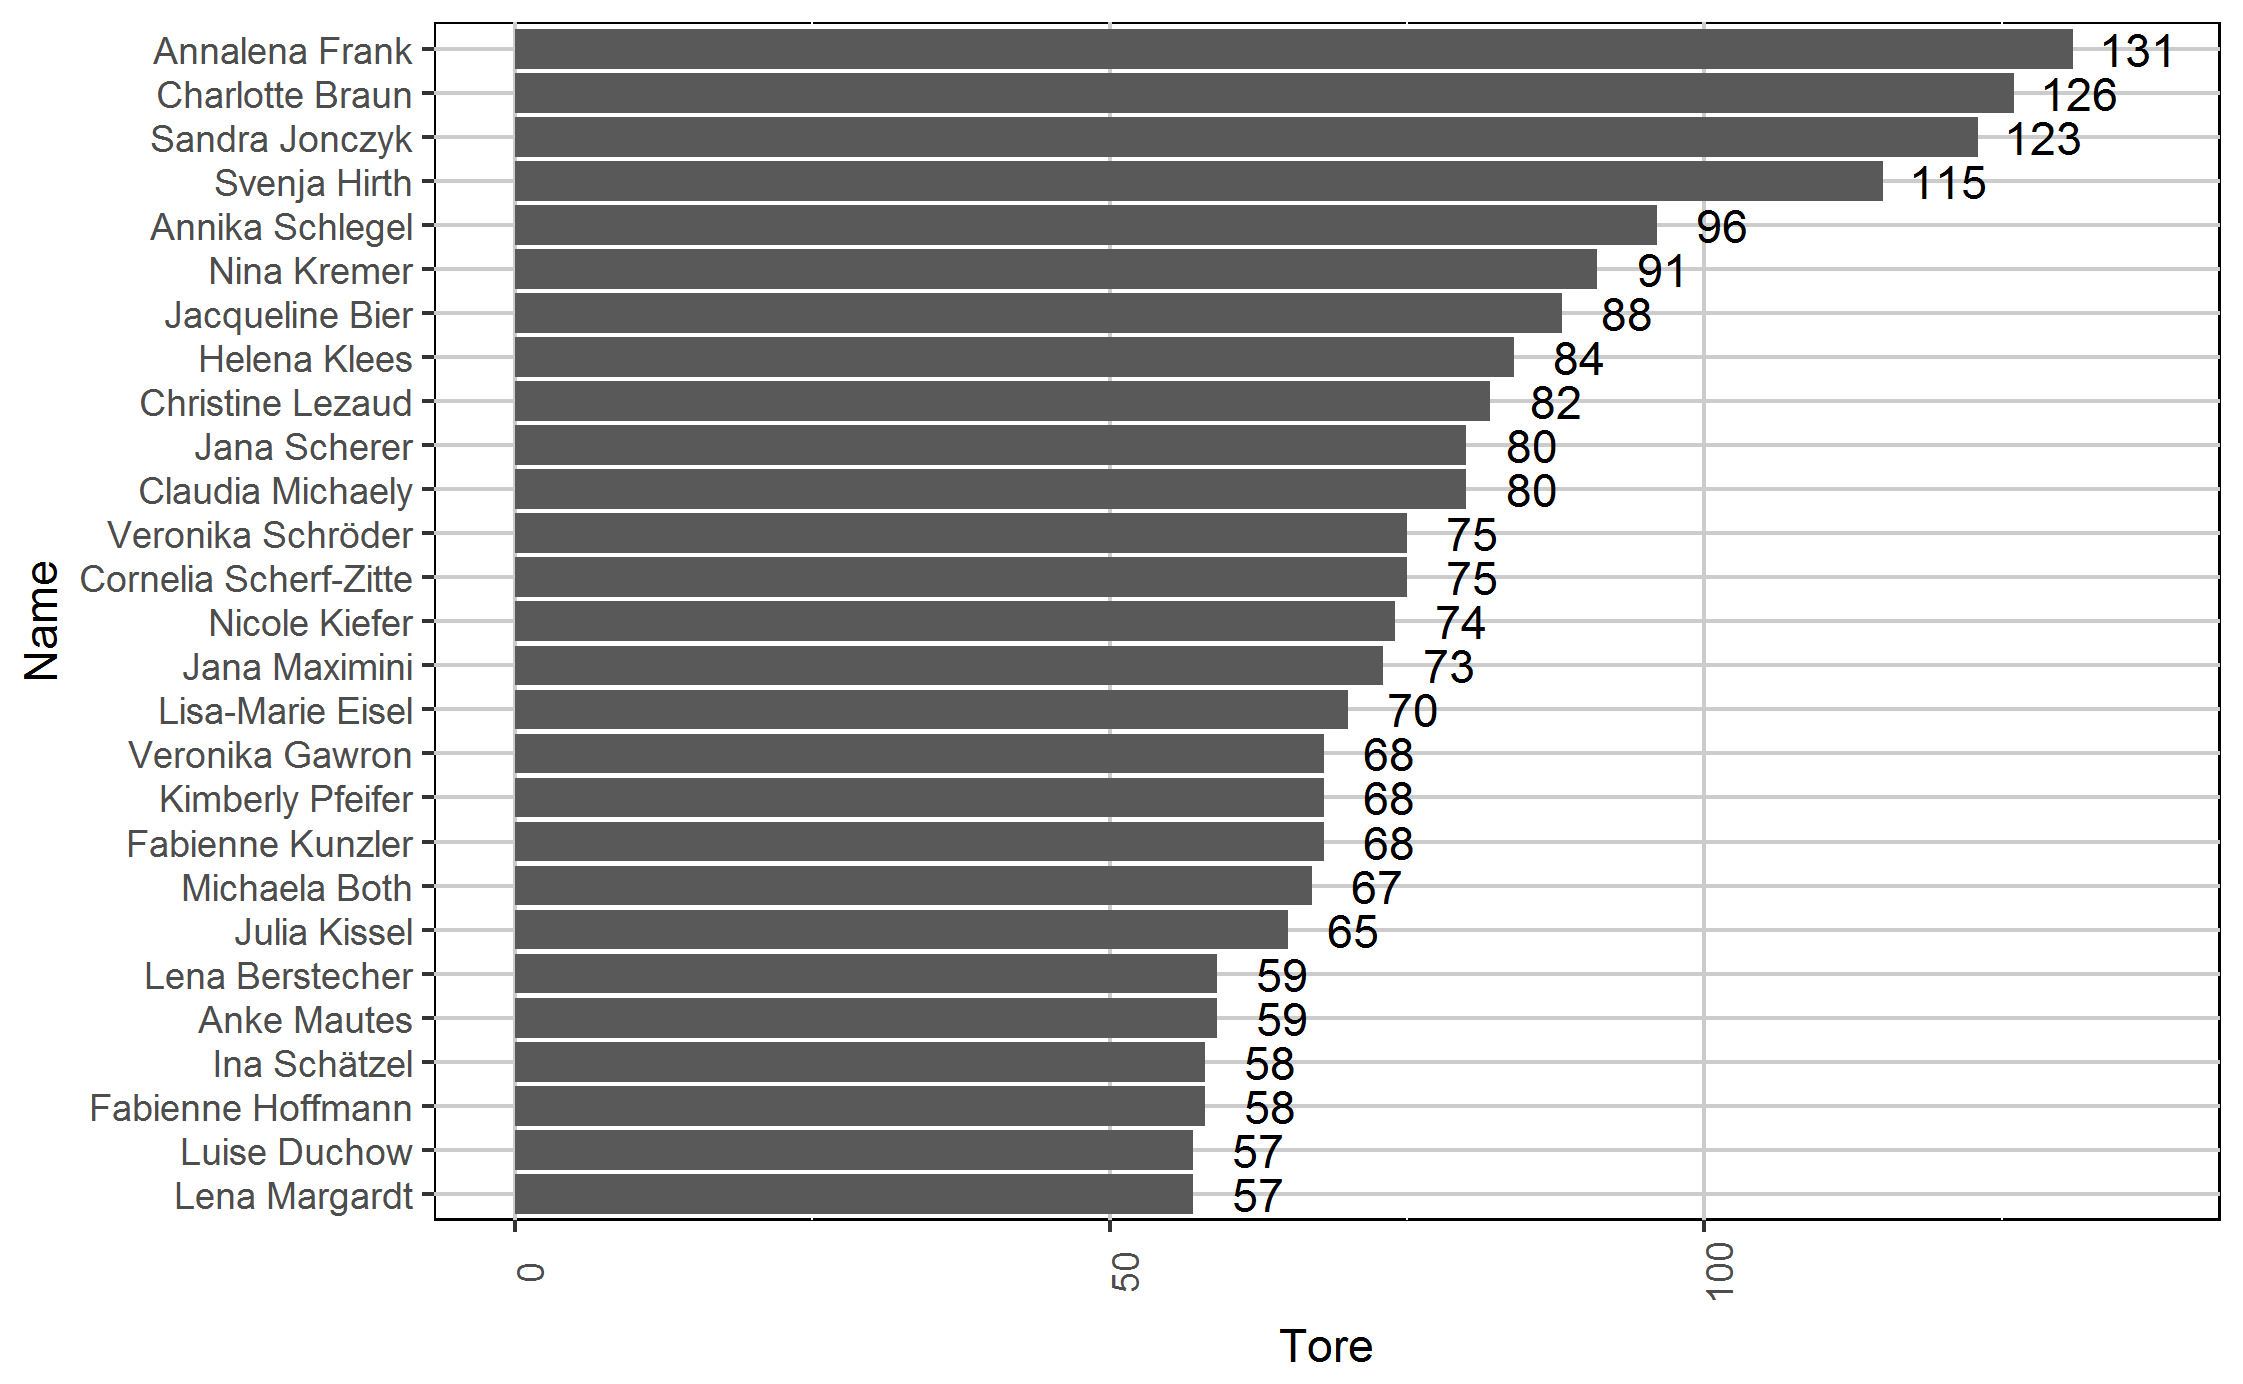 Annalena Frank 131
Charlotte Braun 126
Sandra Jonczyk 123
Svenja Hirth 115
Annika Schlegel 96
Nina Kremer 91
Jacqueline Bier 88
Helena Klees 84
Christine Lezaud 82
Jana Scherer 80
Claudia Michaely 80
Veronika Schröder 75
Cornelia Scherf-Zitte 75
Nicole Kiefer 74
Jana Maximini 73
Lisa-Marie Eisel 70
Veronika Gawron 68
Kimberly Pfeifer 68
Fabienne Kunzler 68
Michaela Both 67
Julia Kissel 65
Lena Berstecher 59
Anke Mautes 59
Ina Schätzel 58
Fabienne Hoffmann 58
Luise Duchow 57
Lena Margardt 57
Name
0 50 100
Tore